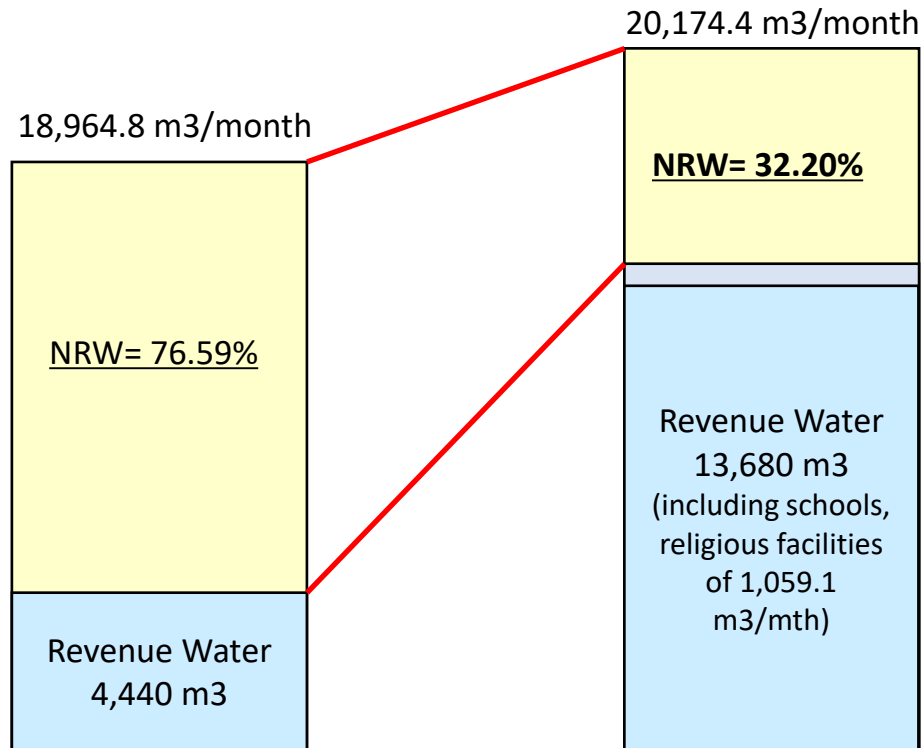 20,174.4 m3/month
18,964.8 m3/month
NRW= 32.20%
NRW= 76.59%
Revenue Water
13,680 m3
(including schools,
religious facilities
of 1,059.1
m3/mth)
Revenue Water
4,440 m3